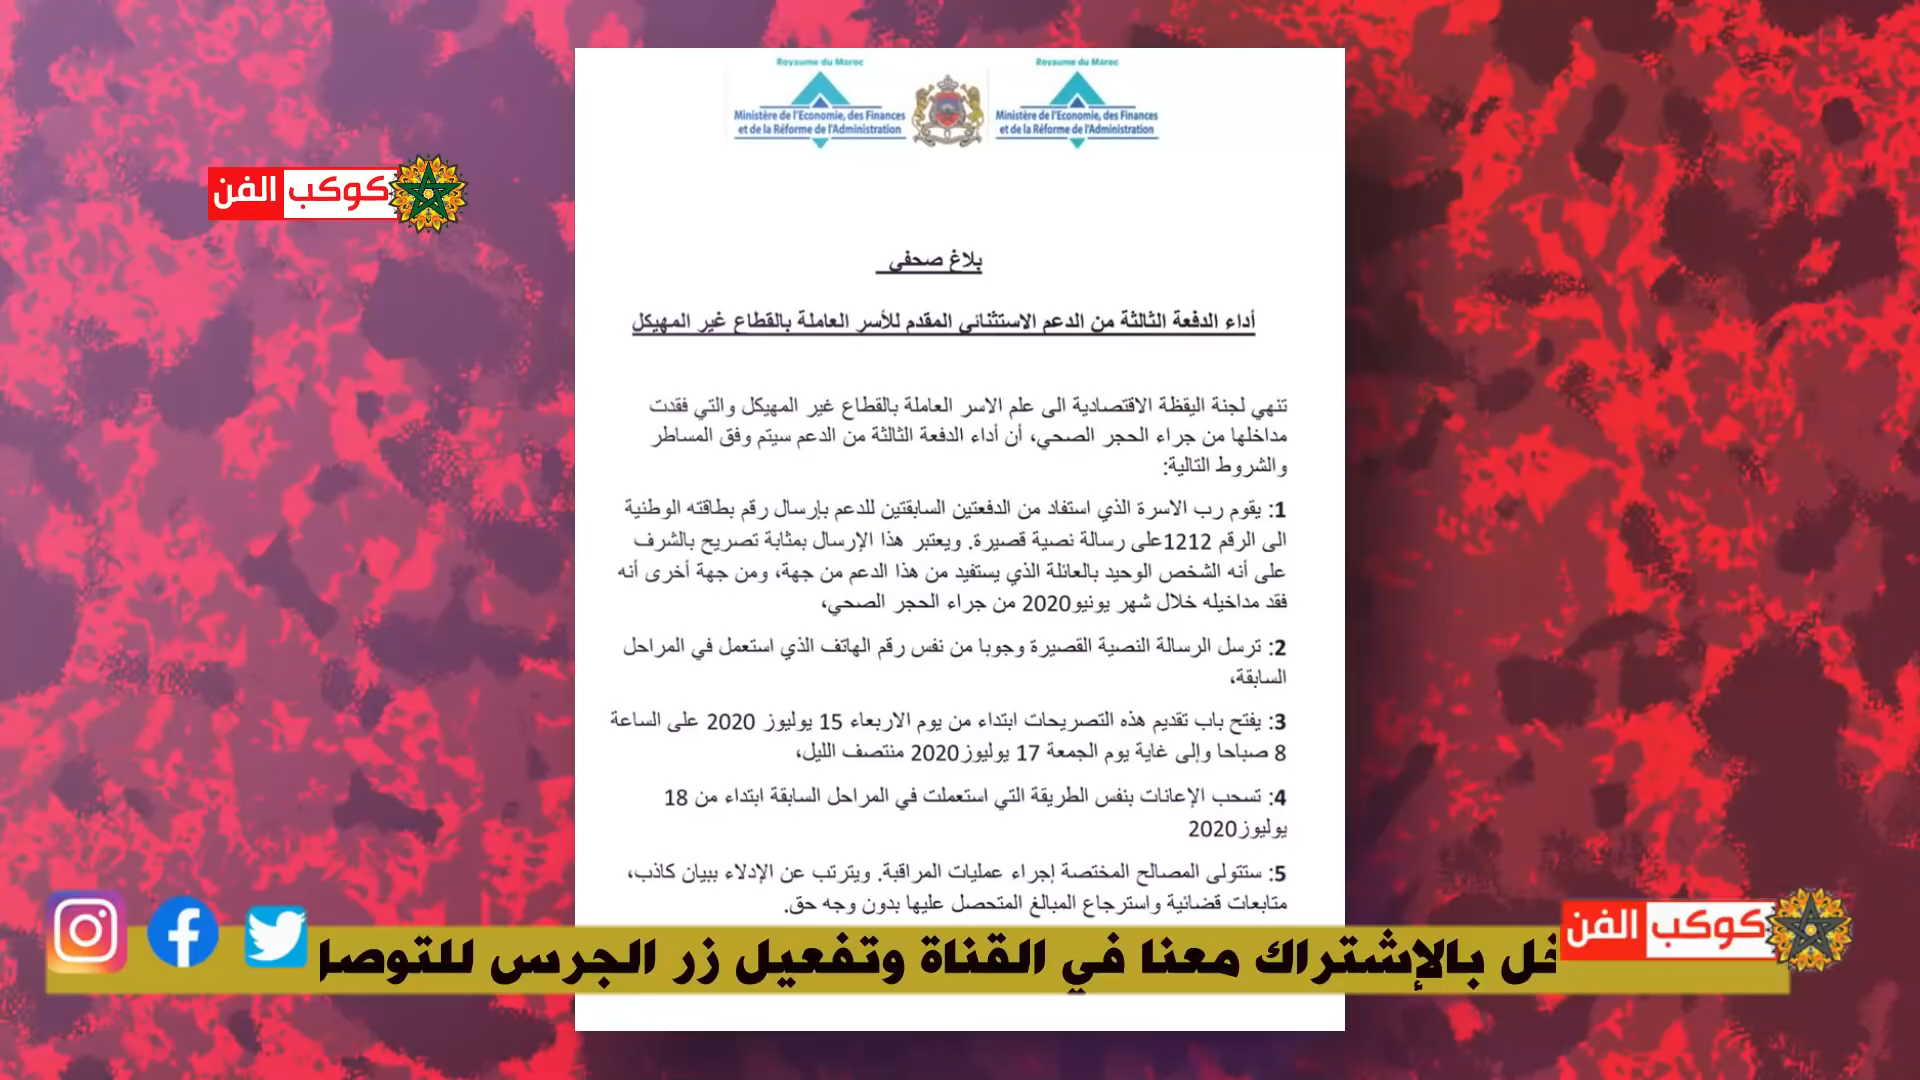 Royaume du Maroc
Ministère de l'Economie, des Finances
et de la Réforme de l'Administration
Royaume du Maroc
Ministère de l'Economie, des Finances
et de la Réforme de l'Administration
كوكب الفن
بلاغ صحفي
أداء الدفعة الثالثة من الدعم الاستثنائي المقدم للأسر العاملة بالقطاع غير المهيكل
تنهي لجنة اليقظة الاقتصادية الى علم الاسر العاملة بالقطاع غير المهيكل والتي فقدت
مداخلها من جراء الحجر الصحي، أن أداء الدفعة الثالثة من الدعم سيتم وفق المساطر
والشروط التالية:
1: يقوم رب الاسرة الذي استفاد من الدفعتين السابقتين للدعم بإرسال رقم بطاقته الوطنية
الى الرقم 1212على رسالة نصية قصيرة. ويعتبر هذا الإرسال بمثابة تصريح بالشرف
على أنه الشخص الوحيد بالعائلة الذي يستفيد من هذا الدعم من جهة، ومن جهة أخرى أنه
فقد مداخيله خلال شهر يونيو2020 من جراء الحجر الصحي،
2: ترسل الرسالة النصية القصيرة وجوبا من نفس رقم الهاتف الذي استعمل في المراحل
السابقة،
3: يفتح باب تقديم هذه التصريحات ابتداء من يوم الاربعاء 15 يوليوز 2020 على الساعة
8 صباحا وإلى غاية يوم الجمعة 17 يوليوز2020 منتصف الليل،
4: تسحب الإعانات بنفس الطريقة التي استعملت في المراحل السابقة ابتداء من 18
يوليوز2020
5: ستتولى المصالح المختصة إجراء عمليات المراقبة. ويترتب عن الإدلاء ببيان كاذب،
متابعات قضائية واسترجاع المبالغ المتحصل عليها بدون وجه حق.
كوكب الفن
بالإشتراك معنا في القناة وتفعيل زر الجرس